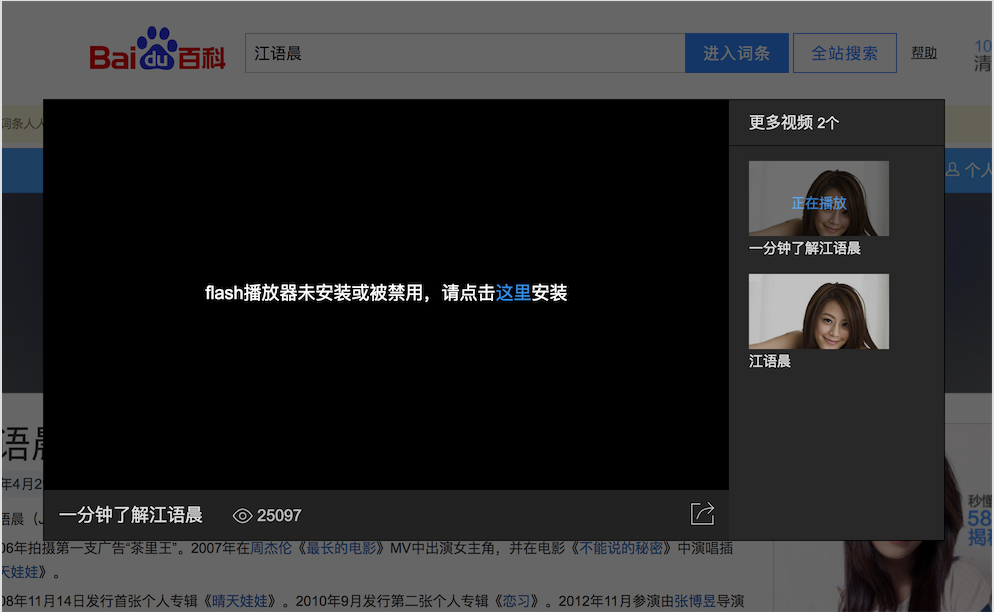 Baidu百科
江语晨
进入词条
全站搜索
帮助
10
清
词条人人
个人
更多视频 2个
正在播放
一分钟了解江语晨
江语晨
flash播放器未安装或被禁用，请点击这里安装
一分钟了解江语晨
25097
语晨
年4月2
语晨（J
06年拍摄第一支广告“茶里王”。2007年在周杰伦《最长的电影》MV中出演女主角，并在电影《不能说的秘密》中演唱插
天娃娃》。
08年11月14日发行首张个人专辑《晴天娃娃》。2010年9月发行第二张个人专辑《恋习》。2012年11月参演由张博昱导演
秒懂
58
揭秘